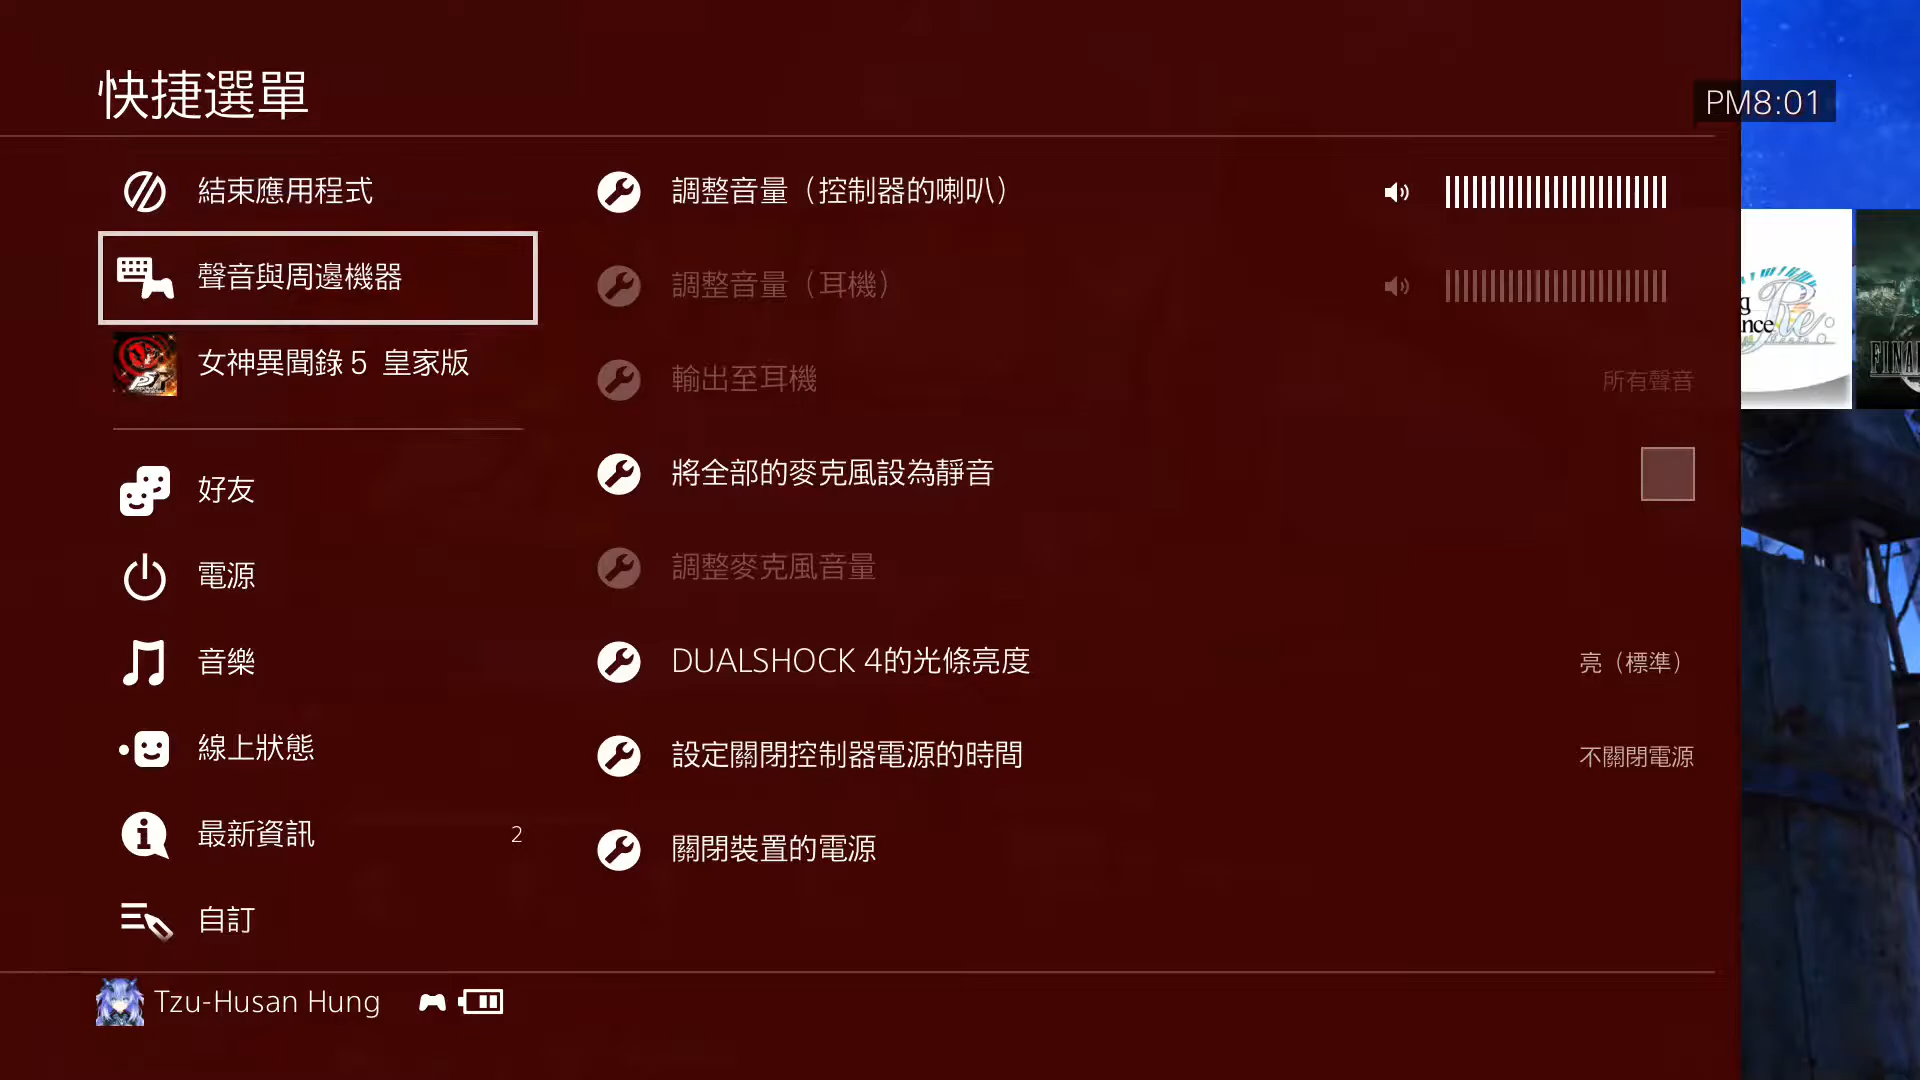 快捷選單
PM8:01
結束應用程式
聲音與周邊機器
女神異聞錄5 皇家版
好友
電源
音樂
線上狀態
最新資訊 2
自訂
調整音量（控制器的喇叭）
調整音量（耳機）
輸出至耳機 所有聲音
將全部的麥克風設為靜音
調整麥克風音量
DUALSHOCK 4的光條亮度 亮（標準）
設定關閉控制器電源的時間 不關閉電源
關閉裝置的電源
Tzu-Husan Hung
Re;
FINAL